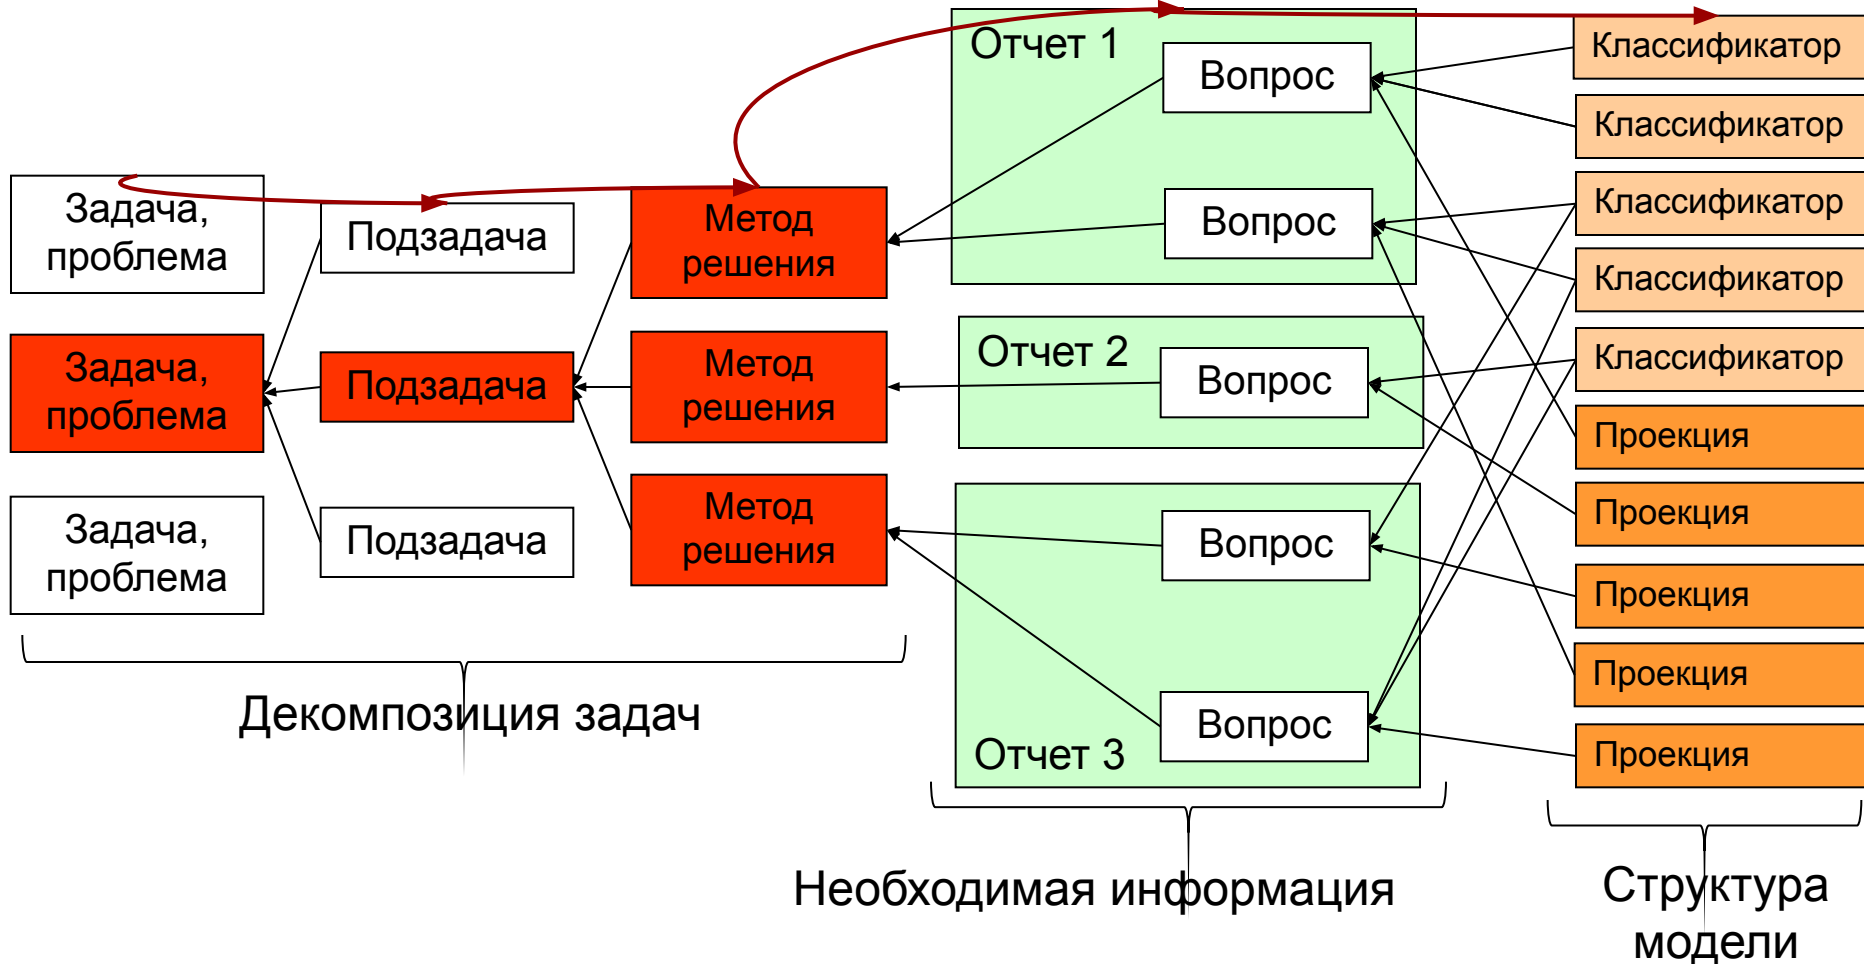 Задача,
проблема
Задача,
проблема
Задача,
проблема
Подзадача
Подзадача
Подзадача
Метод
решения
Метод
решения
Метод
решения
Декомпозиция задач
Отчет 1
Вопрос
Вопрос
Отчет 2
Вопрос
Вопрос
Вопрос
Отчет 3
Необходимая информация
Классификатор
Классификатор
Классификатор
Классификатор
Классификатор
Проекция
Проекция
Проекция
Проекция
Проекция
Структура
модели